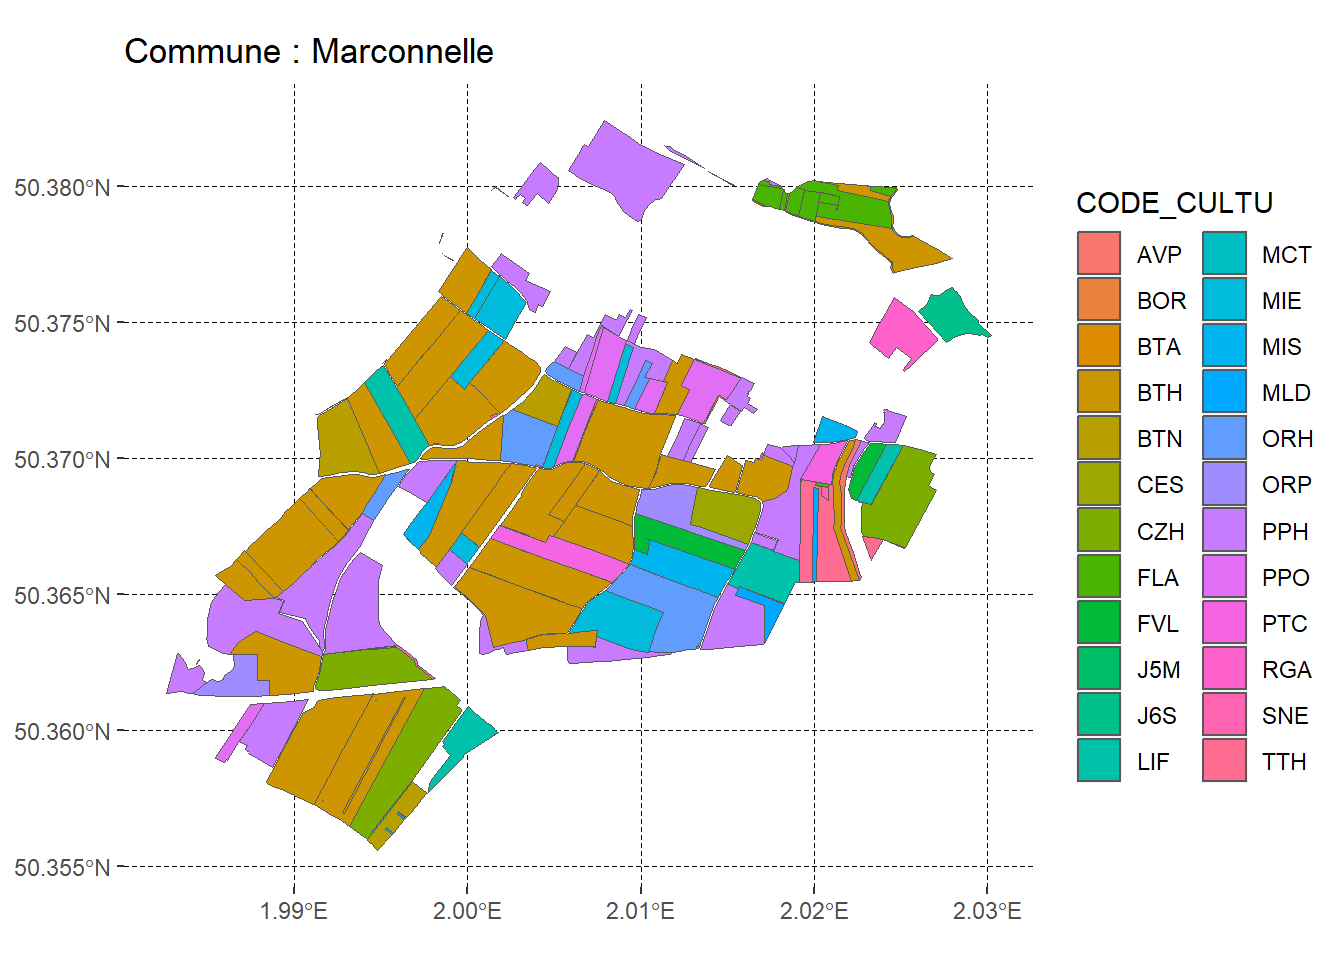 Commune : Marconnelle
50.380°N
50.375°N
50.370°N
50.365°N
50.360°N
50.355°N
1.99°E
2.00°E
2.01°E
2.02°E
2.03°E
CODE_CULTU
AVP
BOR
BTA
BTH
BTN
CES
CZH
FLA
FVL
J5M
J6S
LIF
MCT
MIE
MIS
MLD
ORH
ORP
PPH
PPO
PTC
RGA
SNE
TTH